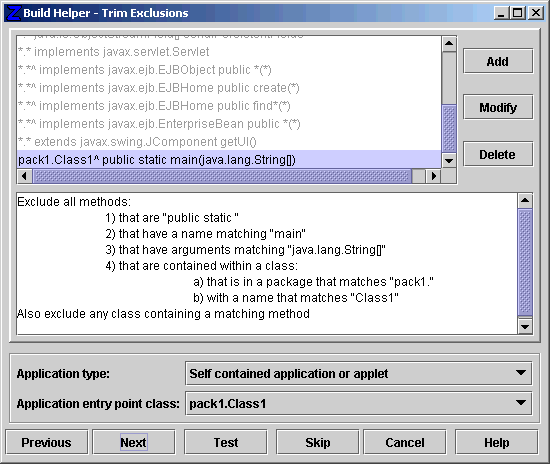 Build Helper - Trim Exclusions
*.* implements javax.servlet.Servlet
*.*^ implements javax.ejb.EJBObject public *(*)
*.*^ implements javax.ejb.EJBHome public create(*)
*.*^ implements javax.ejb.EJBHome public find*(*)
*.*^ implements javax.ejb.EnterpriseBean public *(*)
*.* extends javax.swing.JComponent getUI()
pack1.Class1^ public static main(java.lang.String[])
Add
Modify
Delete
Exclude all methods:
1) that are "public static "
2) that have a name matching "main"
3) that have arguments matching "java.lang.String[]"
4) that are contained within a class:
a) that is in a package that matches "pack1."
b) with a name that matches "Class1"
Also exclude any class containing a matching method
Application type: Self contained application or applet
Application entry point class: pack1.Class1
Previous Next Test Skip Cancel Help